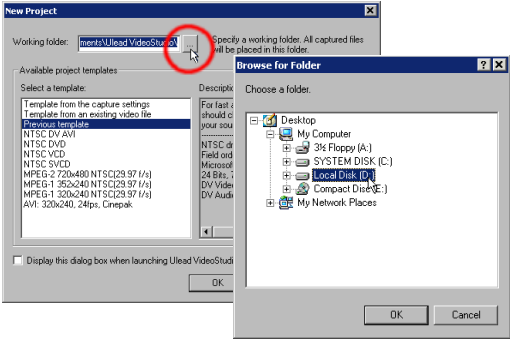 New Project
Working folder: ments\Ulead VideoStudio\ ...
Specify a working folder. All captured files
will be placed in this folder.
Available project templates
Select a template:
Template from the capture settings
Template from an existing video file
Previous template
NTSC DV AVI
NTSC DVD
NTSC VCD
NTSC SVCD
MPEG-2 720x480 NTSC(29.97 f/s)
MPEG-1 352x240 NTSC(29.97 f/s)
MPEG-1 320x240 NTSC(29.97 f/s)
AVI: 320x240, 24fps, Cinepak
Descriptio
For fast a
should c
your sou
NTSC dr
Field ord
Microsof
24 Bits, 7
DV Vide
DV Audi
Display this dialog box when launching Ulead VideoStudi
OK
Browse for Folder
Choose a folder.
Desktop
My Computer
3½ Floppy (A:)
SYSTEM DISK (C:)
Local Disk (D:)
Compact Disc (E:)
My Network Places
OK Cancel